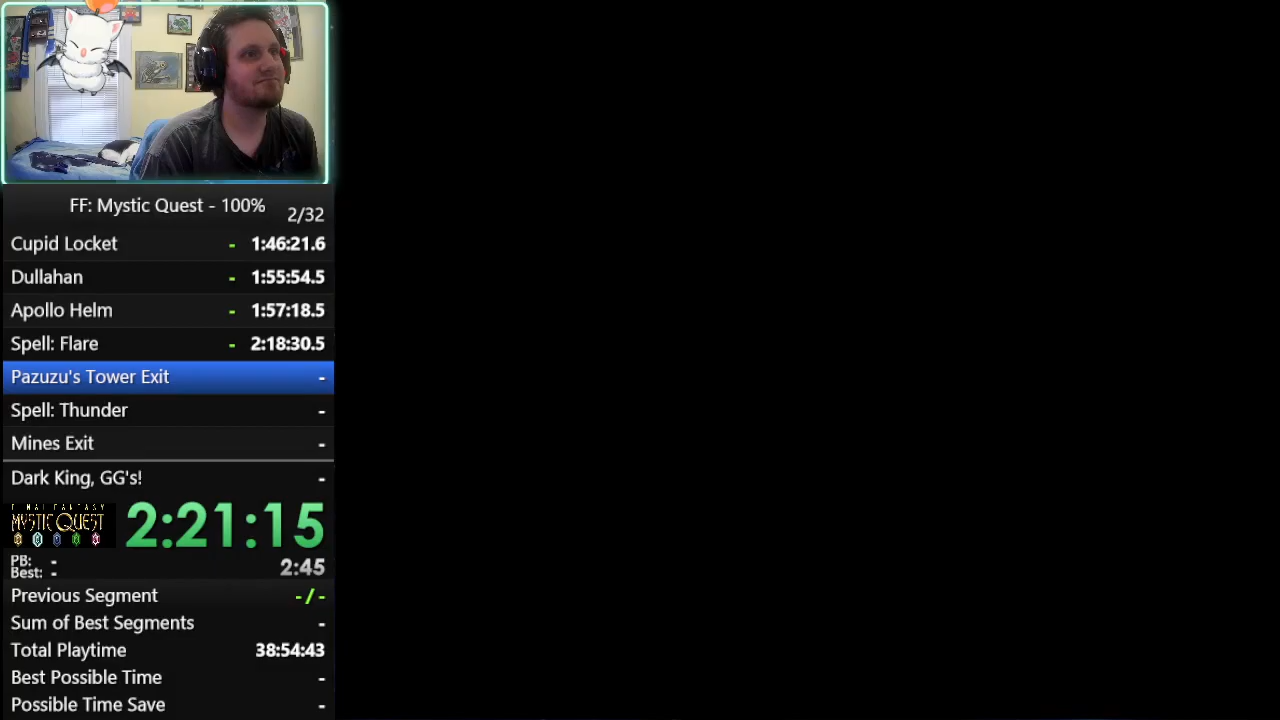 FF: Mystic Quest - 100%
2/32
Cupid Locket - 1:46:21.6
Dullahan - 1:55:54.5
Apollo Helm - 1:57:18.5
Spell: Flare - 2:18:30.5
Pazuzu's Tower Exit -
Spell: Thunder -
Mines Exit -
Dark King, GG's! -
FINAL FANTASY
MYSTIC QUEST
2:21:15
PB: -
Best: -
2:45
Previous Segment - / -
Sum of Best Segments -
Total Playtime 38:54:43
Best Possible Time -
Possible Time Save -